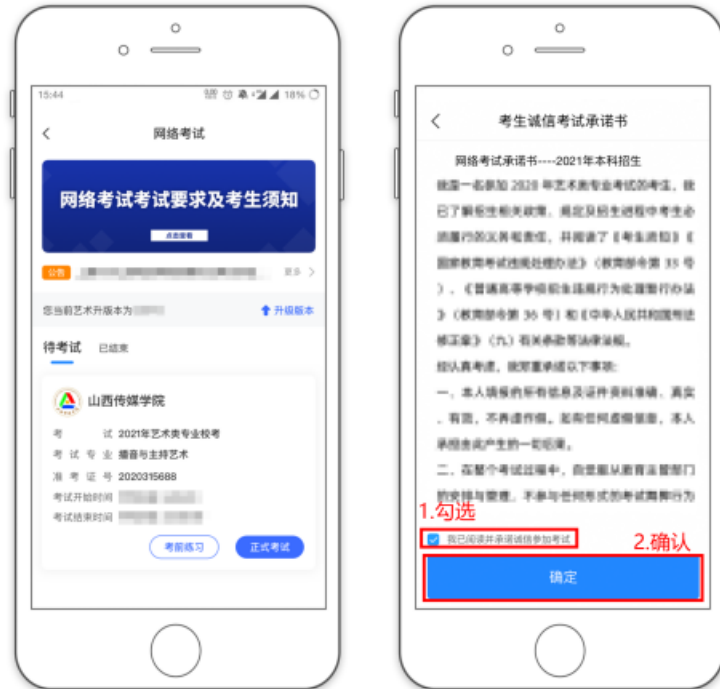 15:44
18%
网络考试
网络考试考试要求及考生须知
点击查看
公告
更多
您当前艺术升版本为
升级版本
待考试 已结束
山西传媒学院
考 试 2021年艺术类专业校考
考 试 专 业 播音与主持艺术
准 考 证 号 2020315688
考试开始时间
考试结束时间
考前练习 正式考试
考生诚信考试承诺书
网络考试承诺书----2021年本科招生
我是一名参加 2020 年艺术类专业考试的考生，我
已了解招生相关政策、规定及招生进程中考生必
须履行的义务和责任，并阅读了《考生须知》《
国家教育考试违规处理办法》（教育部令第 33 号
）、《普通高等学校招生违规行为处理暂行办法
》（教育部令第 36 号）和《中华人民共和国刑法
修正案》（九）有关条款等法律法规。
经认真考虑，我郑重承诺以下事项:
一、本人填报的所有信息及证件资料准确、真实
、有效，不弄虚作假。如有任何虚假信息，本人
承担由此产生的一切后果。
二、在整个考试过程中，自觉服从教育主管部门
的安排与管理，不参与任何形式的考试舞弊行为
1.勾选
我已阅读并承诺诚信参加考试
2.确认
确定